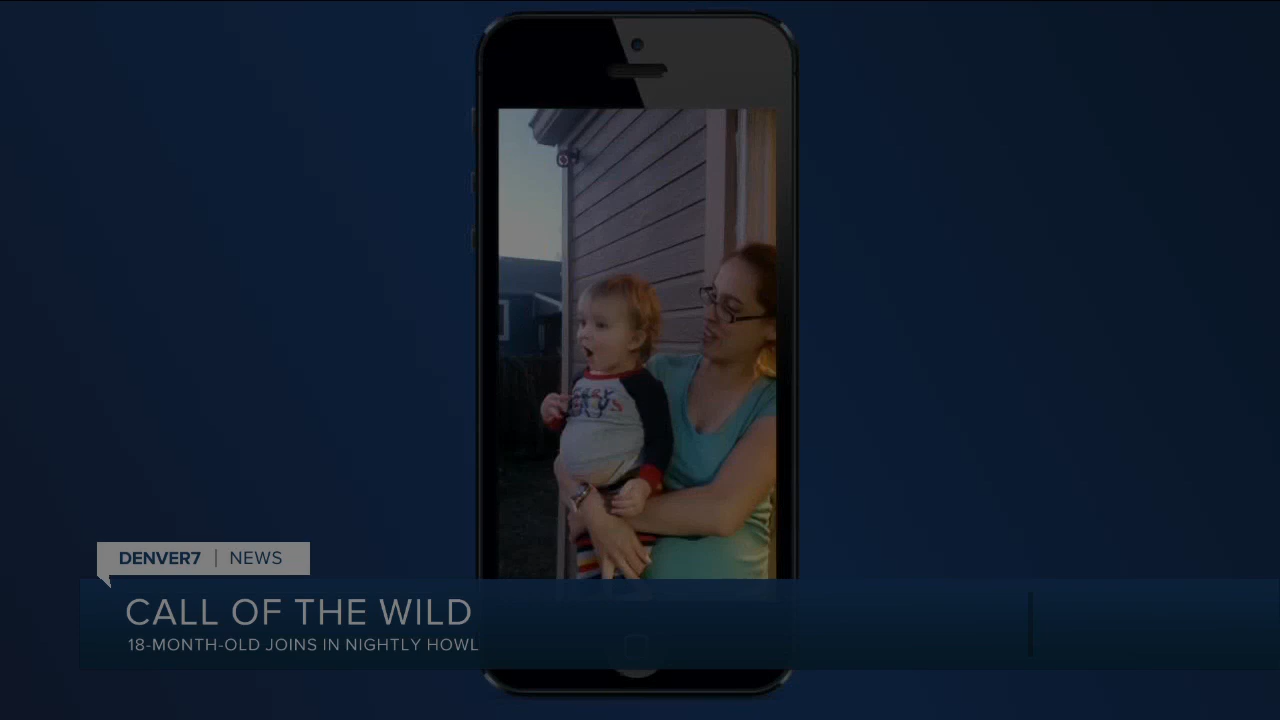 DENVER7 | NEWS
CALL OF THE WILD
18-MONTH-OLD JOINS IN NIGHTLY HOWL